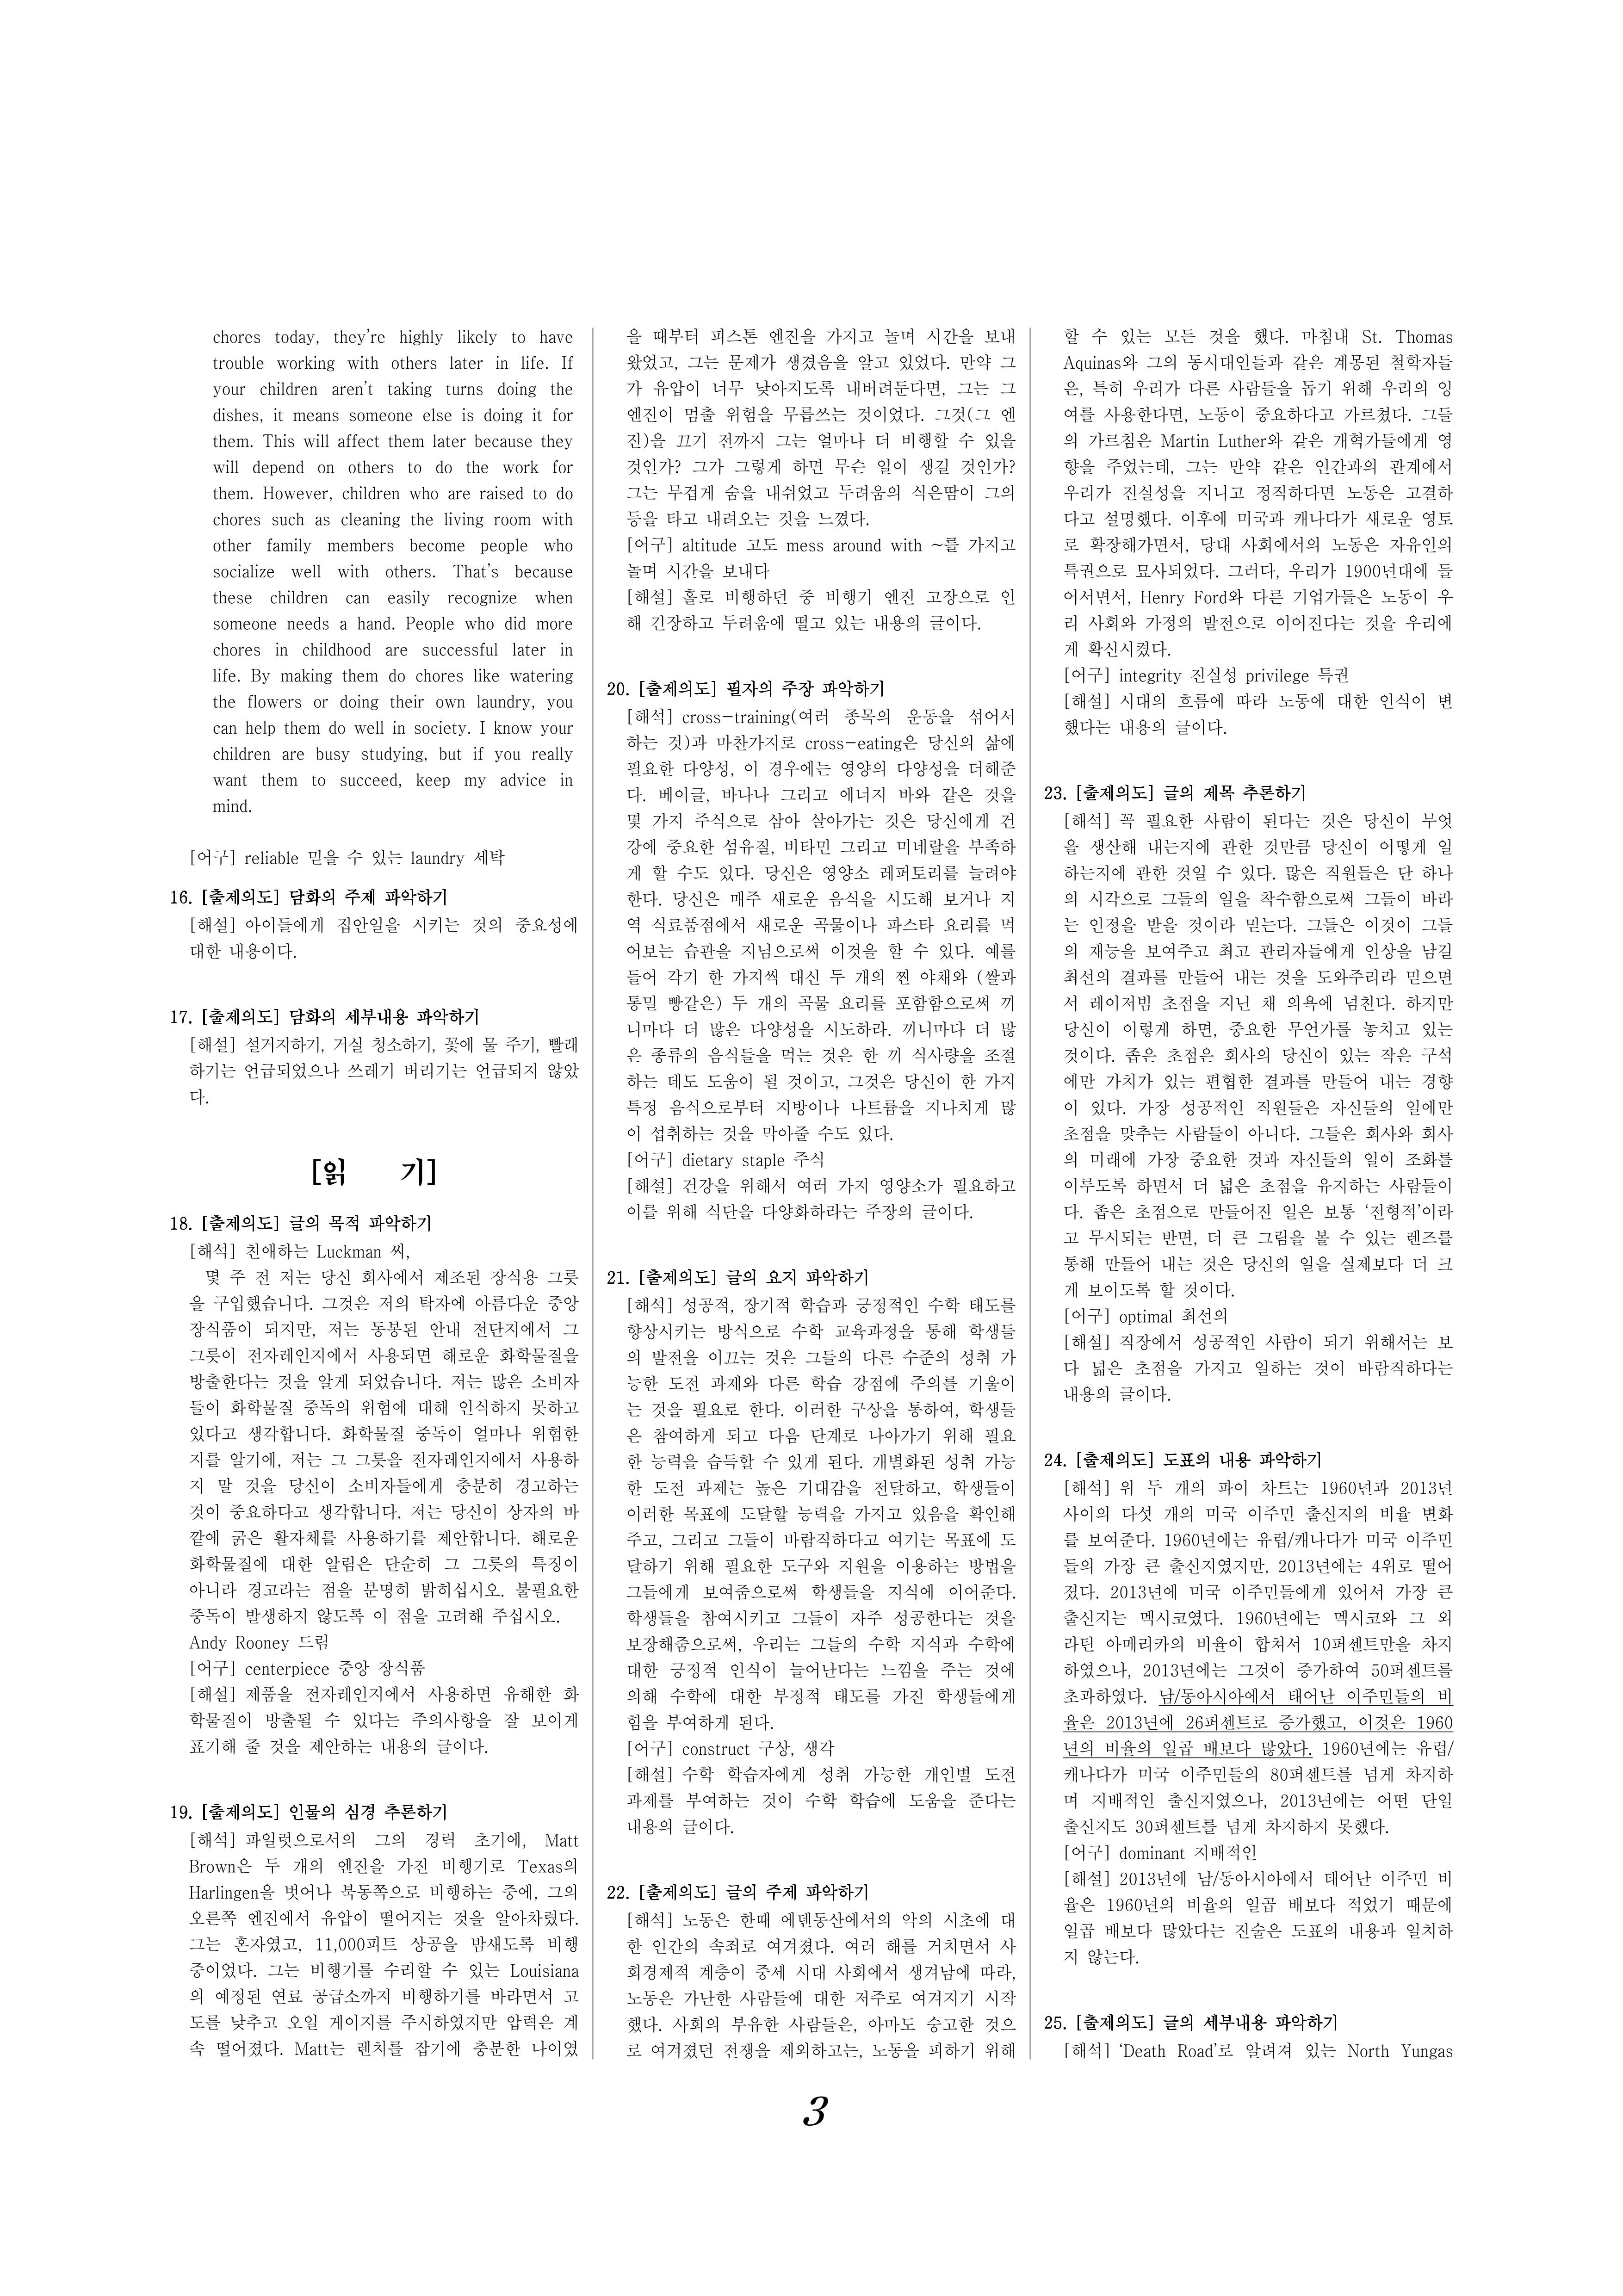 chores today, they're highly likely to have
trouble working with others later in life. If
your children aren't taking turns doing the
dishes, it means someone else is doing it for
them. This will affect them later because they
will depend on others to do the work for
them. However, children who are raised to do
chores such as cleaning the living room with
other family members become people who
socialize well with others. That's because
these children can easily recognize when
someone needs a hand. People who did more
chores in childhood are successful later in
life. By making them do chores like watering
the flowers or doing their own laundry, you
can help them do well in society. I know your
children are busy studying, but if you really
want them to succeed, keep my advice in
mind.
[어구] reliable 믿을 수 있는 laundry 세탁
16. [출제의도] 담화의 주제 파악하기
[해설] 아이들에게 집안일을 시키는 것의 중요성에
대한 내용이다.
17. [출제의도] 담화의 세부내용 파악하기
[해설] 설거지하기, 거실 청소하기, 꽃에 물 주기, 빨래
하기는 언급되었으나 쓰레기 버리기는 언급되지 않았
다.
[읽 기]
18. [출제의도] 글의 목적 파악하기
[해석] 친애하는 Luckman 씨,
몇 주 전 저는 당신 회사에서 제조된 장식용 그릇
을 구입했습니다. 그것은 저의 탁자에 아름다운 중앙
장식품이 되지만, 저는 동봉된 안내 전단지에서 그
그릇이 전자레인지에서 사용되면 해로운 화학물질을
방출한다는 것을 알게 되었습니다. 저는 많은 소비자
들이 화학물질 중독의 위험에 대해 인식하지 못하고
있다고 생각합니다. 화학물질 중독이 얼마나 위험한
지를 알기에, 저는 그 그릇을 전자레인지에서 사용하
지 말 것을 당신이 소비자들에게 충분히 경고하는
것이 중요하다고 생각합니다. 저는 당신이 상자의 바
깥에 굵은 활자체를 사용하기를 제안합니다. 해로운
화학물질에 대한 알림은 단순히 그 그릇의 특징이
아니라 경고라는 점을 분명히 밝히십시오. 불필요한
중독이 발생하지 않도록 이 점을 고려해 주십시오.
Andy Rooney 드림
[어구] centerpiece 중앙 장식품
[해설] 제품을 전자레인지에서 사용하면 유해한 화
학물질이 방출될 수 있다는 주의사항을 잘 보이게
표기해 줄 것을 제안하는 내용의 글이다.
19. [출제의도] 인물의 심경 추론하기
[해석] 파일럿으로서의 그의 경력 초기에, Matt
Brown은 두 개의 엔진을 가진 비행기로 Texas의
Harlingen을 벗어나 북동쪽으로 비행하는 중에, 그의
오른쪽 엔진에서 유압이 떨어지는 것을 알아차렸다.
그는 혼자였고, 11,000피트 상공을 밤새도록 비행
중이었다. 그는 비행기를 수리할 수 있는 Louisiana
의 예정된 연료 공급소까지 비행하기를 바라면서 고
도를 낮추고 오일 게이지를 주시하였지만 압력은 계
속 떨어졌다. Matt는 렌치를 잡기에 충분한 나이였
을 때부터 피스톤 엔진을 가지고 놀며 시간을 보내
왔었고, 그는 문제가 생겼음을 알고 있었다. 만약 그
가 유압이 너무 낮아지도록 내버려둔다면, 그는 그
엔진이 멈출 위험을 무릅쓰는 것이었다. 그것(그 엔
진)을 끄기 전까지 그는 얼마나 더 비행할 수 있을
것인가? 그가 그렇게 하면 무슨 일이 생길 것인가?
그는 무겁게 숨을 내쉬었고 두려움의 식은땀이 그의
등을 타고 내려오는 것을 느꼈다.
[어구] altitude 고도 mess around with ~를 가지고
놀며 시간을 보내다
[해설] 홀로 비행하던 중 비행기 엔진 고장으로 인
해 긴장하고 두려움에 떨고 있는 내용의 글이다.
20. [출제의도] 필자의 주장 파악하기
[해석] cross-training(여러 종목의 운동을 섞어서
하는 것)과 마찬가지로 cross-eating은 당신의 삶에
필요한 다양성, 이 경우에는 영양의 다양성을 더해준
다. 베이글, 바나나 그리고 에너지 바와 같은 것을
몇 가지 주식으로 삼아 살아가는 것은 당신에게 건
강에 중요한 섬유질, 비타민 그리고 미네랄을 부족하
게 할 수도 있다. 당신은 영양소 레퍼토리를 늘려야
한다. 당신은 매주 새로운 음식을 시도해 보거나 지
역 식료품점에서 새로운 곡물이나 파스타 요리를 먹
어보는 습관을 지님으로써 이것을 할 수 있다. 예를
들어 각기 한 가지씩 대신 두 개의 찐 야채와 (쌀과
통밀 빵같은) 두 개의 곡물 요리를 포함함으로써 끼
니마다 더 많은 다양성을 시도하라. 끼니마다 더 많
은 종류의 음식들을 먹는 것은 한 끼 식사량을 조절
하는 데도 도움이 될 것이고, 그것은 당신이 한 가지
특정 음식으로부터 지방이나 나트륨을 지나치게 많
이 섭취하는 것을 막아줄 수도 있다.
[어구] dietary staple 주식
[해설] 건강을 위해서 여러 가지 영양소가 필요하고
이를 위해 식단을 다양화하라는 주장의 글이다.
21. [출제의도] 글의 요지 파악하기
[해석] 성공적, 장기적 학습과 긍정적인 수학 태도를
향상시키는 방식으로 수학 교육과정을 통해 학생들
의 발전을 이끄는 것은 그들의 다른 수준의 성취 가
능한 도전 과제와 다른 학습 강점에 주의를 기울이
는 것을 필요로 한다. 이러한 구상을 통하여, 학생들
은 참여하게 되고 다음 단계로 나아가기 위해 필요
한 능력을 습득할 수 있게 된다. 개별화된 성취 가능
한 도전 과제는 높은 기대감을 전달하고, 학생들이
이러한 목표에 도달할 능력을 가지고 있음을 확인해
주고, 그리고 그들이 바람직하다고 여기는 목표에 도
달하기 위해 필요한 도구와 지원을 이용하는 방법을
그들에게 보여줌으로써 학생들을 지식에 이어준다.
학생들을 참여시키고 그들이 자주 성공한다는 것을
보장해줌으로써, 우리는 그들의 수학 지식과 수학에
대한 긍정적 인식이 늘어난다는 느낌을 주는 것에
의해 수학에 대한 부정적 태도를 가진 학생들에게
힘을 부여하게 된다.
[어구] construct 구상, 생각
[해설] 수학 학습자에게 성취 가능한 개인별 도전
과제를 부여하는 것이 수학 학습에 도움을 준다는
내용의 글이다.
22. [출제의도] 글의 주제 파악하기
[해석] 노동은 한때 에덴동산에서의 악의 시초에 대
한 인간의 속죄로 여겨졌다. 여러 해를 거치면서 사
회경제적 계층이 중세 시대 사회에서 생겨남에 따라,
노동은 가난한 사람들에 대한 저주로 여겨지기 시작
했다. 사회의 부유한 사람들은, 아마도 숭고한 것으
로 여겨졌던 전쟁을 제외하고는, 노동을 피하기 위해
할 수 있는 모든 것을 했다. 마침내 St. Thomas
Aquinas와 그의 동시대인들과 같은 계몽된 철학자들
은, 특히 우리가 다른 사람들을 돕기 위해 우리의 잉
여를 사용한다면, 노동이 중요하다고 가르쳤다. 그들
의 가르침은 Martin Luther와 같은 개혁가들에게 영
향을 주었는데, 그는 만약 같은 인간과의 관계에서
우리가 진실성을 지니고 정직하다면 노동은 고결하
다고 설명했다. 이후에 미국과 캐나다가 새로운 영토
로 확장해가면서, 당대 사회에서의 노동은 자유인의
특권으로 묘사되었다. 그러다, 우리가 1900년대에 들
어서면서, Henry Ford와 다른 기업가들은 노동이 우
리 사회와 가정의 발전으로 이어진다는 것을 우리에
게 확신시켰다.
[어구] integrity 진실성 privilege 특권
[해설] 시대의 흐름에 따라 노동에 대한 인식이 변
했다는 내용의 글이다.
23. [출제의도] 글의 제목 추론하기
[해석] 꼭 필요한 사람이 된다는 것은 당신이 무엇
을 생산해 내는지에 관한 것만큼 당신이 어떻게 일
하는지에 관한 것일 수 있다. 많은 직원들은 단 하나
의 시각으로 그들의 일을 착수함으로써 그들이 바라
는 인정을 받을 것이라 믿는다. 그들은 이것이 그들
의 재능을 보여주고 최고 관리자들에게 인상을 남길
최선의 결과를 만들어 내는 것을 도와주리라 믿으면
서 레이저빔 초점을 지닌 채 의욕에 넘친다. 하지만
당신이 이렇게 하면, 중요한 무언가를 놓치고 있는
것이다. 좁은 초점은 회사의 당신이 있는 작은 구석
에만 가치가 있는 편협한 결과를 만들어 내는 경향
이 있다. 가장 성공적인 직원들은 자신들의 일에만
초점을 맞추는 사람들이 아니다. 그들은 회사와 회사
의 미래에 가장 중요한 것과 자신들의 일이 조화를
이루도록 하면서 더 넓은 초점을 유지하는 사람들이
다. 좁은 초점으로 만들어진 일은 보통 '전형적'이라
고 무시되는 반면, 더 큰 그림을 볼 수 있는 렌즈를
통해 만들어 내는 것은 당신의 일을 실제보다 더 크
게 보이도록 할 것이다.
[어구] optimal 최선의
[해설] 직장에서 성공적인 사람이 되기 위해서는 보
다 넓은 초점을 가지고 일하는 것이 바람직하다는
내용의 글이다.
24. [출제의도] 도표의 내용 파악하기
[해석] 위 두 개의 파이 차트는 1960년과 2013년
사이의 다섯 개의 미국 이주민 출신지의 비율 변화
를 보여준다. 1960년에는 유럽/캐나다가 미국 이주민
들의 가장 큰 출신지였지만, 2013년에는 4위로 떨어
졌다. 2013년에 미국 이주민들에게 있어서 가장 큰
출신지는 멕시코였다. 1960년에는 멕시코와 그 외
라틴 아메리카의 비율이 합쳐서 10퍼센트만을 차지
하였으나, 2013년에는 그것이 증가하여 50퍼센트를
초과하였다. 남/동아시아에서 태어난 이주민들의 비
율은 2013년에 26퍼센트로 증가했고, 이것은 1960
년의 비율의 일곱 배보다 많았다. 1960년에는 유럽/
캐나다가 미국 이주민들의 80퍼센트를 넘게 차지하
며 지배적인 출신지였으나, 2013년에는 어떤 단일
출신지도 30퍼센트를 넘게 차지하지 못했다.
[어구] dominant 지배적인
[해설] 2013년에 남/동아시아에서 태어난 이주민 비
율은 1960년의 비율의 일곱 배보다 적었기 때문에
일곱 배보다 많았다는 진술은 도표의 내용과 일치하
지 않는다.
25. [출제의도] 글의 세부내용 파악하기
[해석] 'Death Road'로 알려져 있는 North Yungas
3